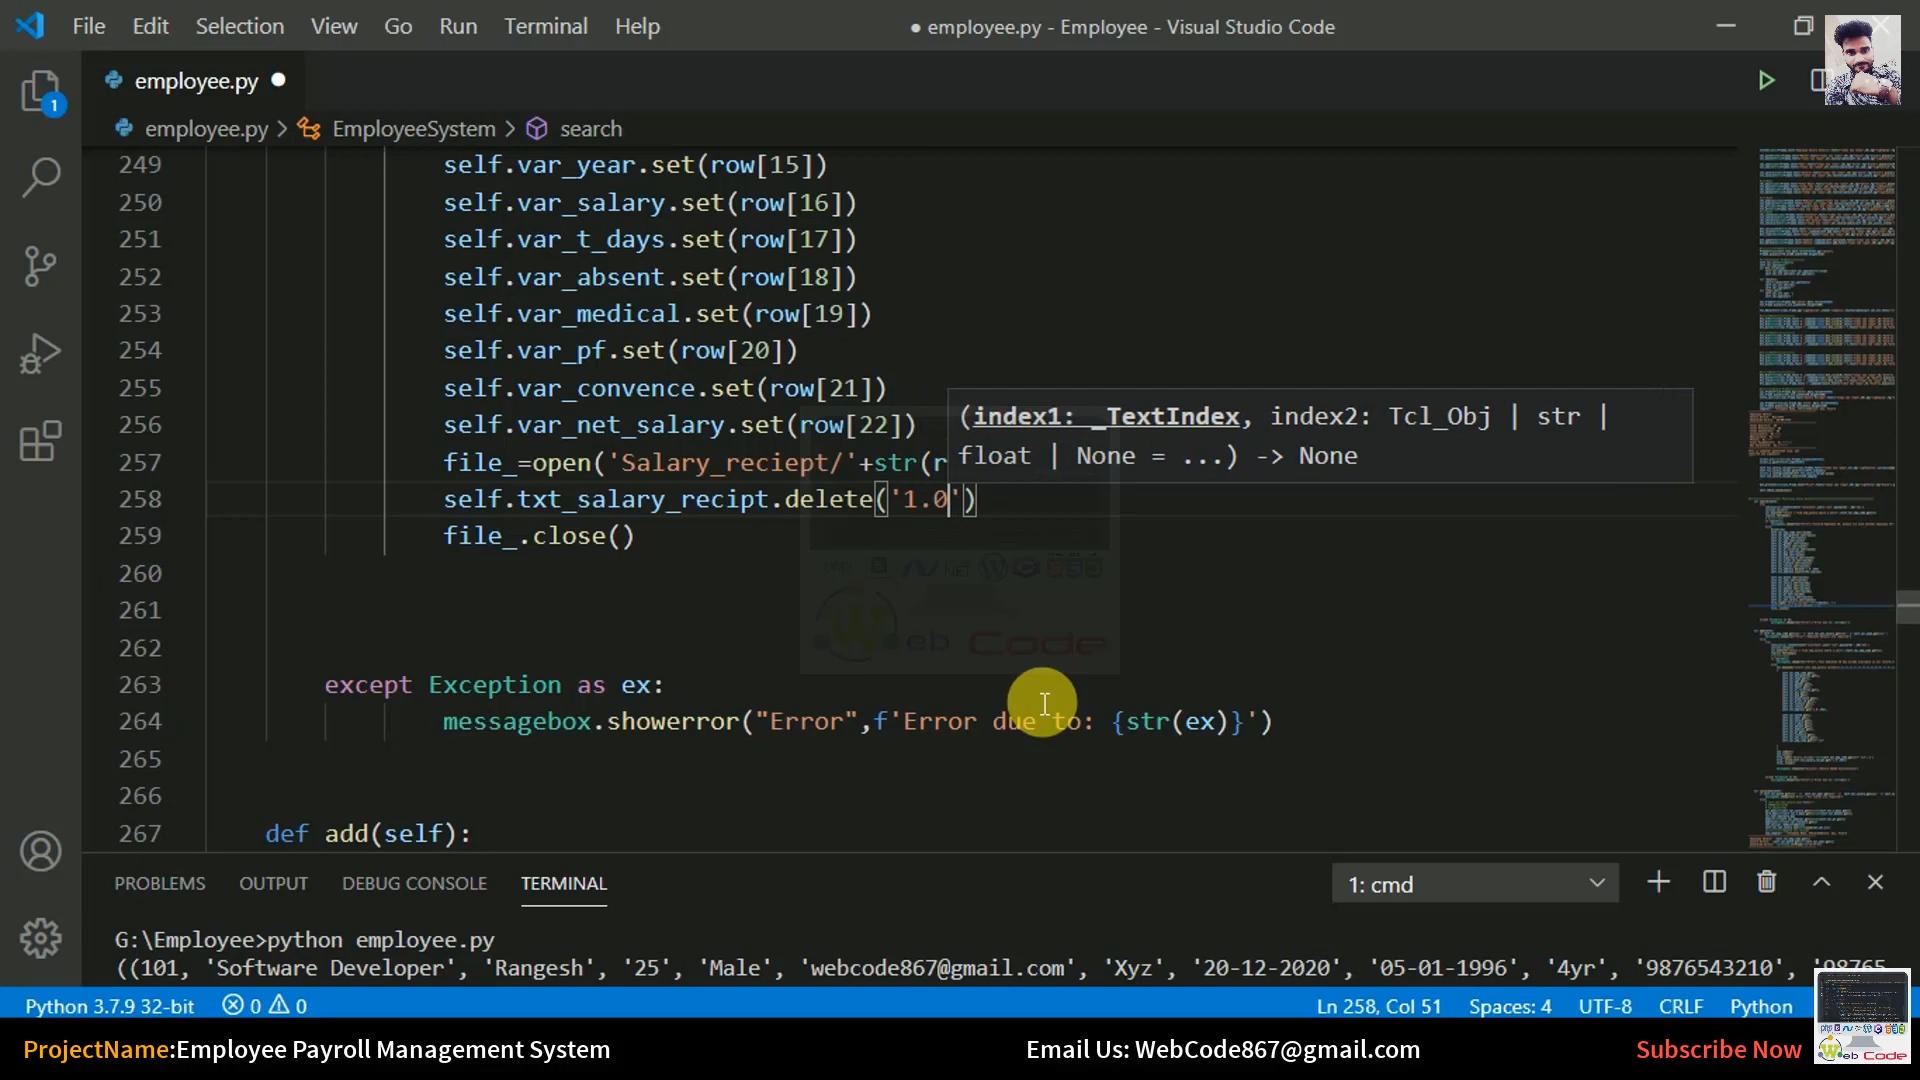 File Edit Selection View Go Run Terminal Help ● employee.py - Employee - Visual Studio Code
employee.py
1
employee.py > EmployeeSystem > search
249 self.var_year.set(row[15])
250 self.var_salary.set(row[16])
251 self.var_t_days.set(row[17])
252 self.var_absent.set(row[18])
253 self.var_medical.set(row[19])
254 self.var_pf.set(row[20])
255 self.var_convence.set(row[21])
256 self.var_net_salary.set(row[22])
(index1: _TextIndex, index2: Tcl_Obj | str |
float | None = ...) -> None
257 file_=open('Salary_reciept/'+str(r
258 self.txt_salary_recipt.delete('1.0')
259 file_.close()
260
261
262
263 except Exception as ex:
264 messagebox.showerror("Error",f'Error due to: {str(ex)}')
265
266
267 def add(self):
Web Code
PROBLEMS OUTPUT DEBUG CONSOLE TERMINAL 1: cmd
G:\Employee>python employee.py
((101, 'Software Developer', 'Rangesh', '25', 'Male', 'webcode867@gmail.com', 'Xyz', '20-12-2020', '05-01-1996', '4yr', '9876543210', '98765
Python 3.7.9 32-bit 0 0 Ln 258, Col 51 Spaces: 4 UTF-8 CRLF Python
ProjectName:Employee Payroll Management System Email Us: WebCode867@gmail.com Subscribe Now
Web Code